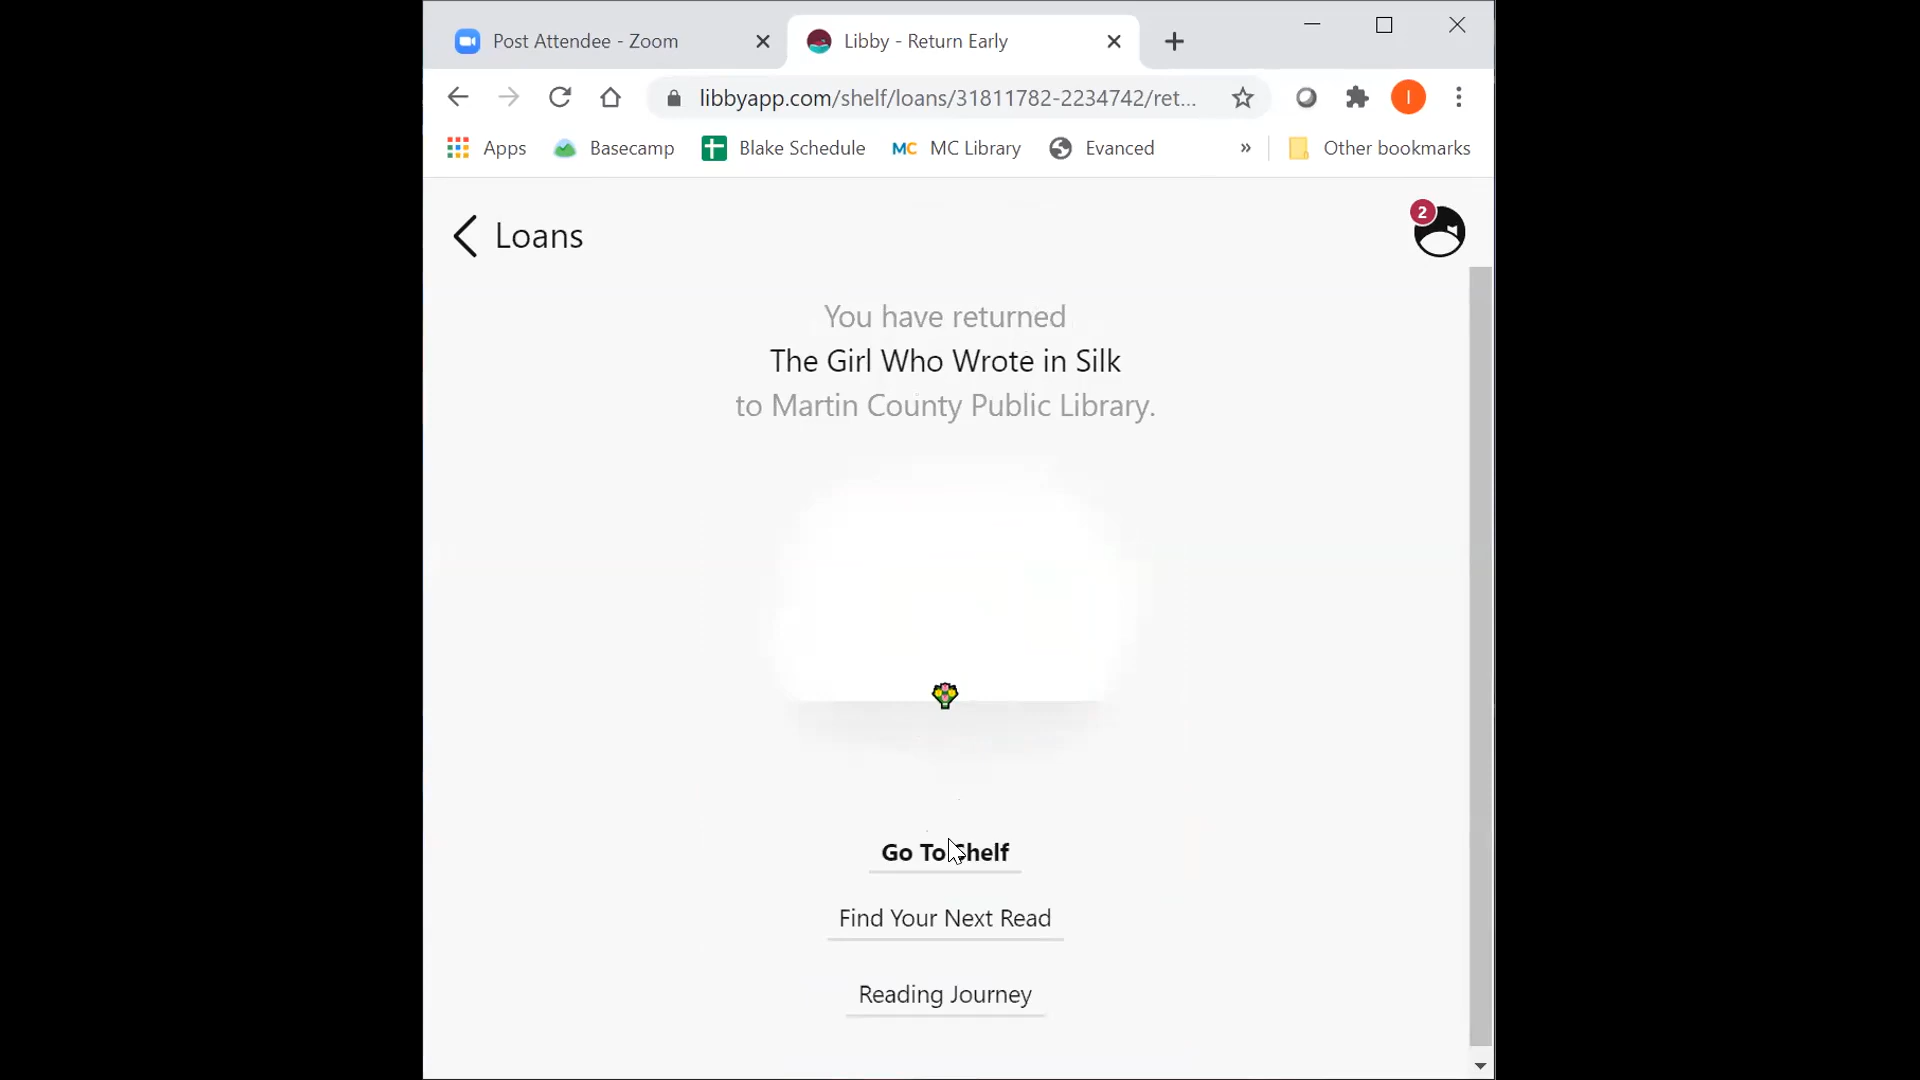 Post Attendee - Zoom
Libby - Return Early
libbyapp.com/shelf/loans/31811782-2234742/ret...
I
Apps
Basecamp
Blake Schedule
MC MC Library
Evanced
»
Other bookmarks
Loans
2
You have returned
The Girl Who Wrote in Silk
to Martin County Public Library.
Go To Shelf
Find Your Next Read
Reading Journey